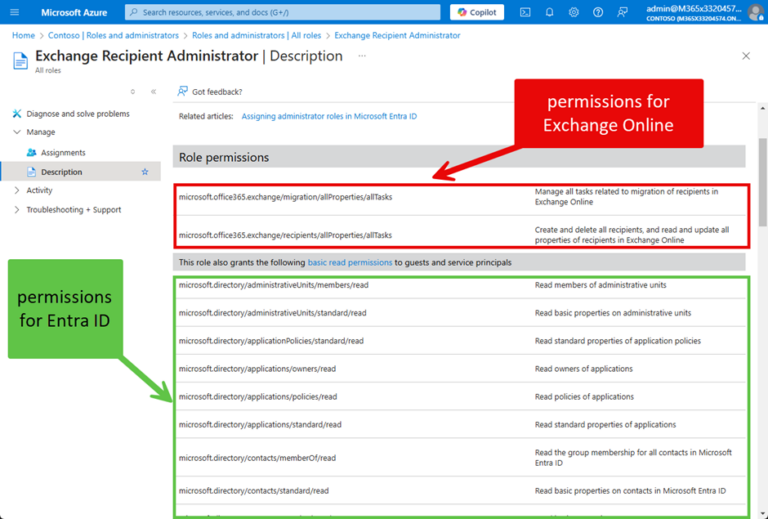 Microsoft Azure
Search resources, services, and docs (G+/)
Copilot
admin@M365x3320457...
CONTOSO (M365X33204574.ON...
Home > Contoso | Roles and administrators > Roles and administrators | All roles > Exchange Recipient Administrator
Exchange Recipient Administrator | Description ...
All roles
Got feedback?
Related articles: Assigning administrator roles in Microsoft Entra ID
permissions for
Exchange Online
Diagnose and solve problems
Manage
Assignments
Description
Activity
Troubleshooting + Support
Role permissions
microsoft.office365.exchange/migration/allProperties/allTasks
Manage all tasks related to migration of recipients in
Exchange Online
microsoft.office365.exchange/recipients/allProperties/allTasks
Create and delete all recipients, and read and update all
properties of recipients in Exchange Online
This role also grants the following basic read permissions to guests and service principals
permissions
for Entra ID
microsoft.directory/administrativeUnits/members/read
Read members of administrative units
microsoft.directory/administrativeUnits/standard/read
Read basic properties on administrative units
microsoft.directory/applicationPolicies/standard/read
Read standard properties of application policies
microsoft.directory/applications/owners/read
Read owners of applications
microsoft.directory/applications/policies/read
Read policies of applications
microsoft.directory/applications/standard/read
Read standard properties of applications
microsoft.directory/contacts/memberOf/read
Read the group membership for all contacts in Microsoft
Entra ID
microsoft.directory/contacts/standard/read
Read basic properties on contacts in Microsoft Entra ID